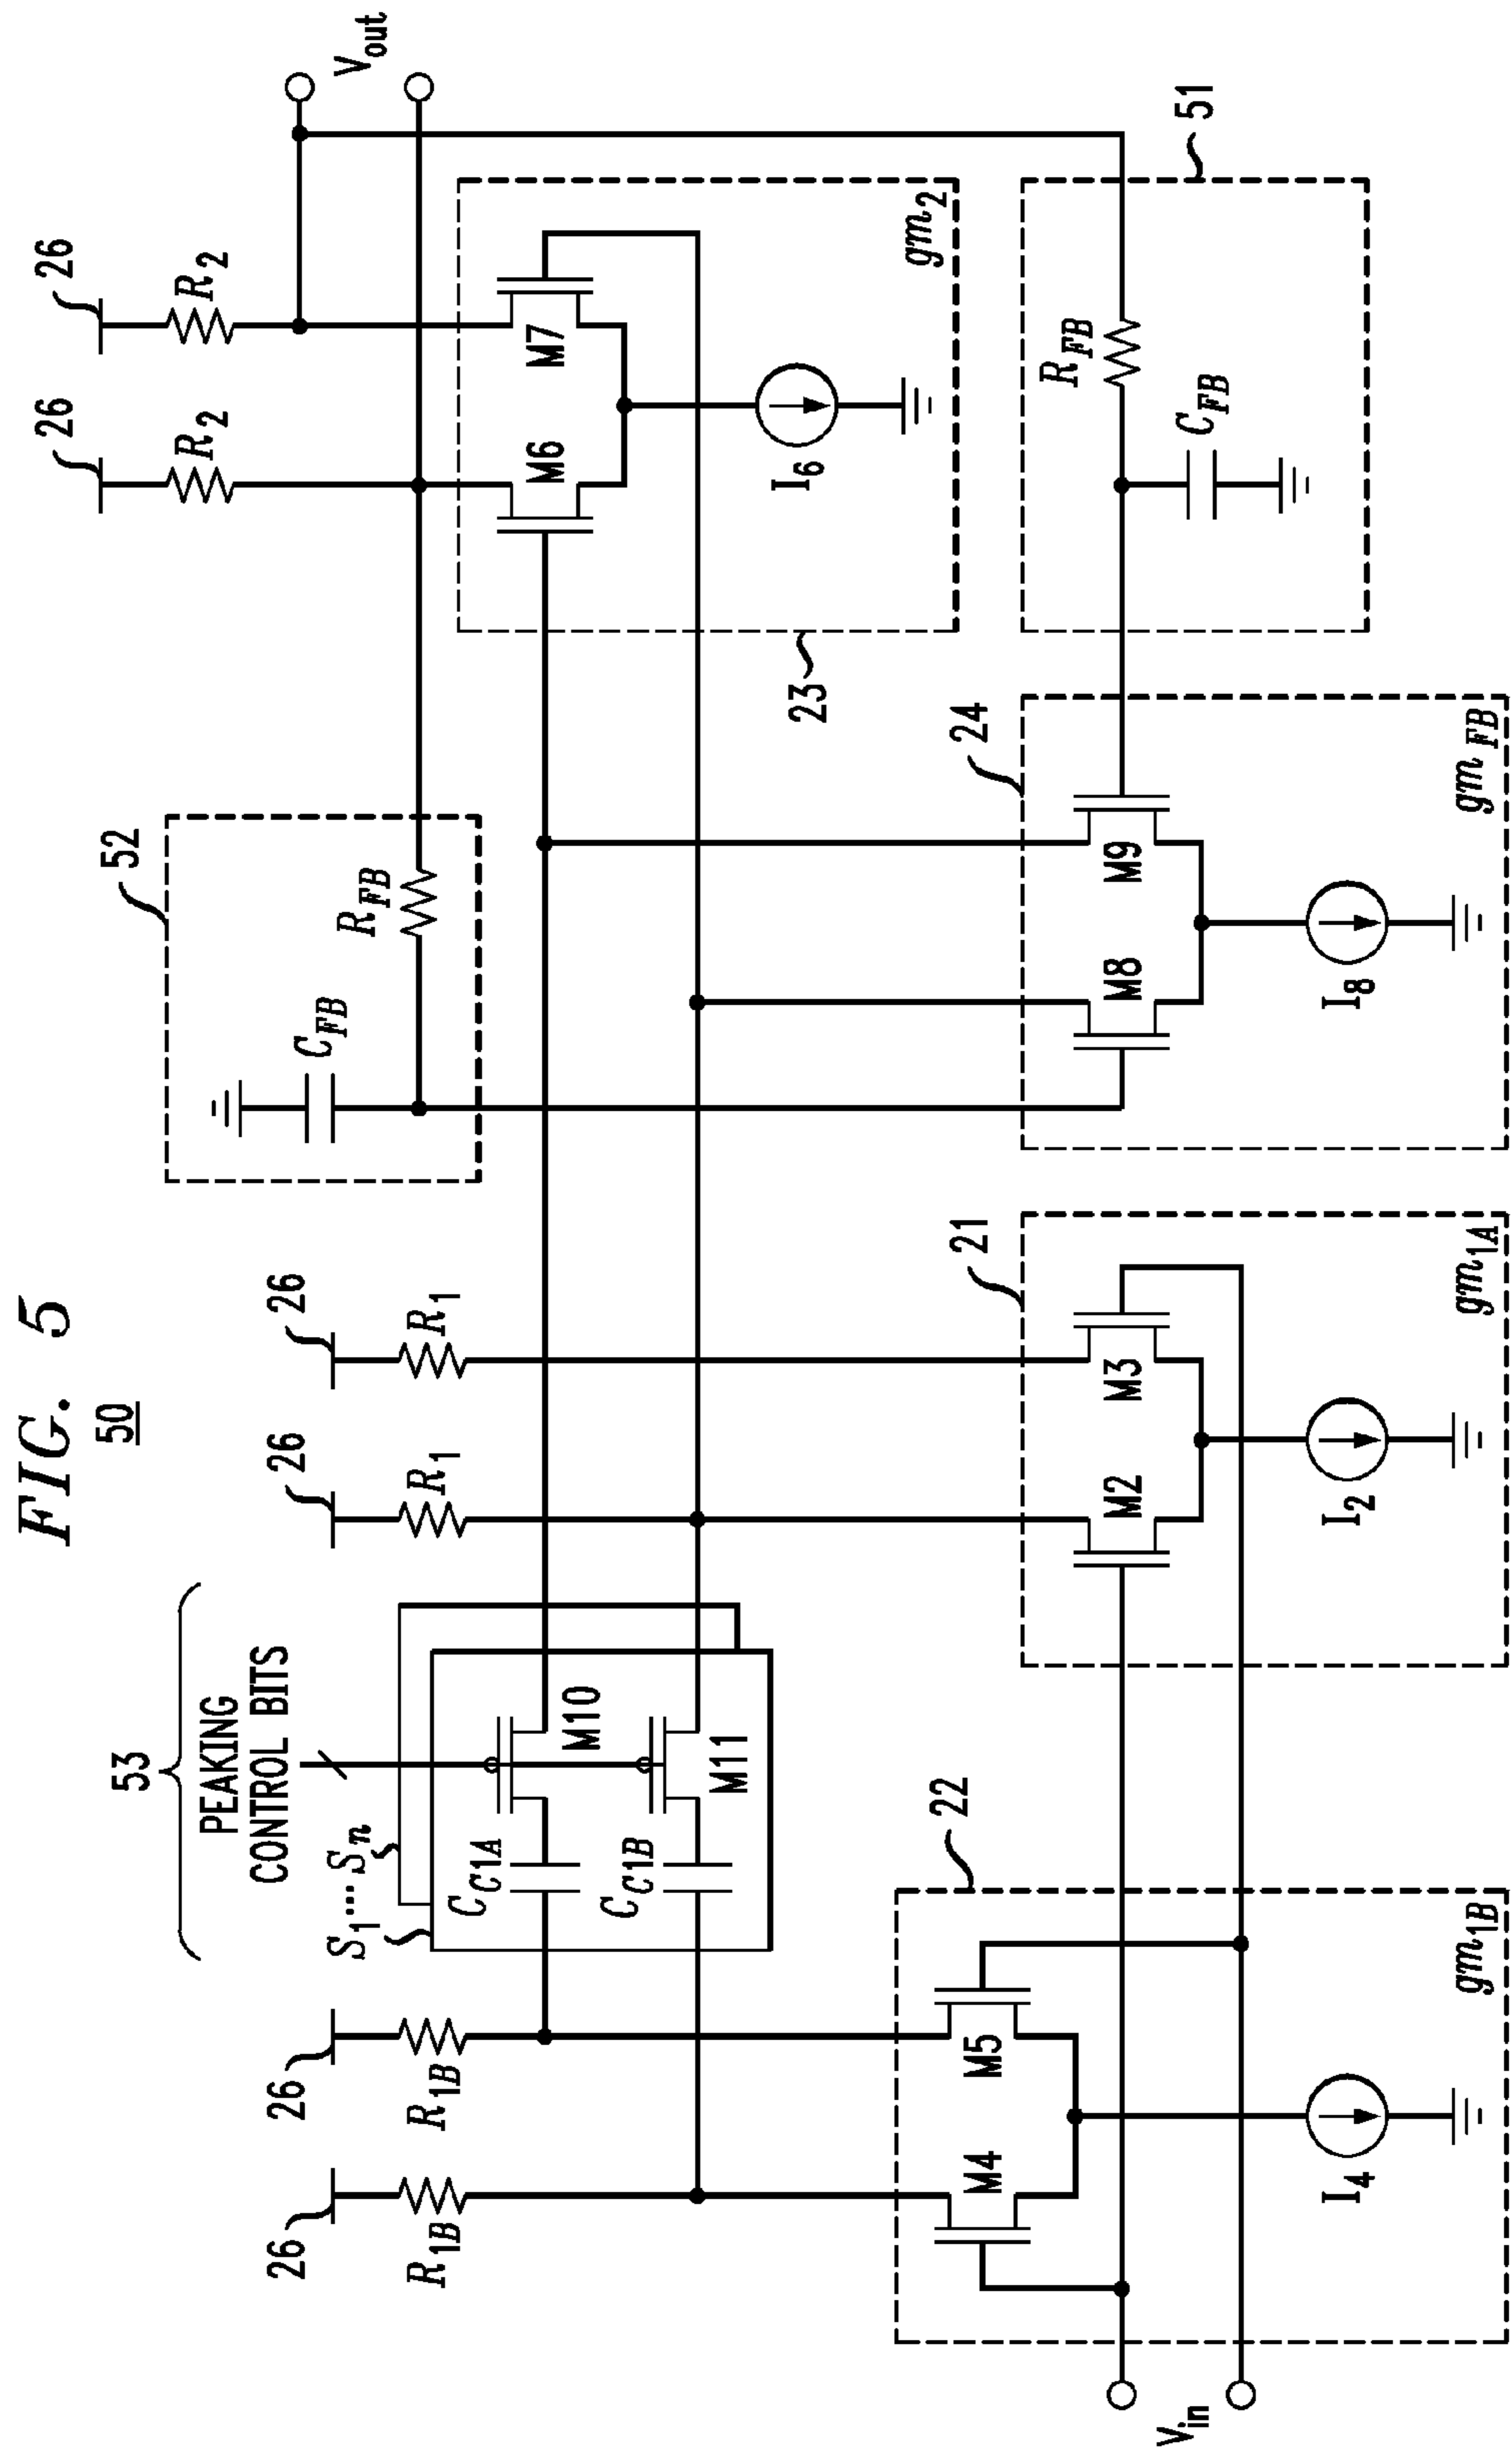 FIG. 5
50
53
PEAKING
CONTROL BITS
S1...Sn
26
26
26
26
26
26
R1B
R1B
R1
R1
R2
R2
CC1A
CC1B
M10
M11
52
CFB
RFB
Vout
M6
M7
I6
gm2
23
22
M4
M5
I4
gm1B
21
M2
M3
I2
gm1A
24
M8
M9
I8
gmFB
51
RFB
CFB
Vin